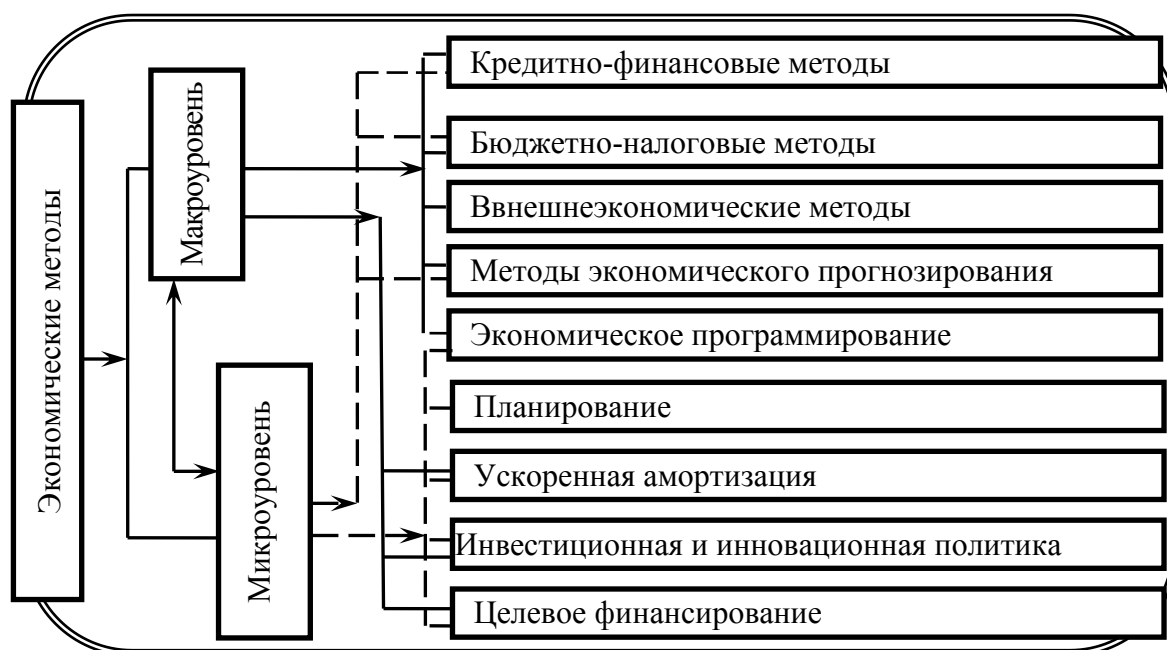 Экономические методы
Макроуровень
Микроуровень
Кредитно-финансовые методы
Бюджетно-налоговые методы
Ввнешнеэкономические методы
Методы экономического прогнозирования
Экономическое программирование
Планирование
Ускоренная амортизация
Инвестиционная и инновационная политика
Целевое финансирование